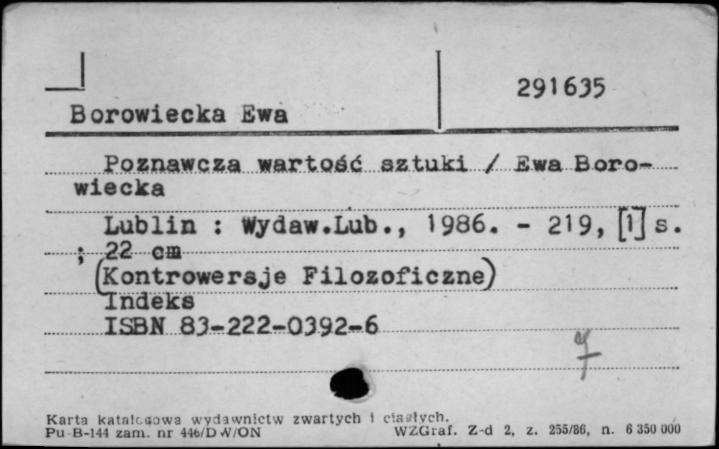 291635
Borowiecka Ewa
Poznawcza wartość sztuki / Ewa Boro-
wiecka
Lublin : Wydaw.Lub., 1986. - 219, [1] s.
; 22 cm
(Kontrowersje Filozoficzne)
Indeks
ISBN 83-222-0392-6
Karta katalogowa wydawnictw zwartych i ciągłych.
Pu-B-144 zam. nr 446/DW/ON WZGraf. Z-d 2, z. 255/86, n. 6 350 000